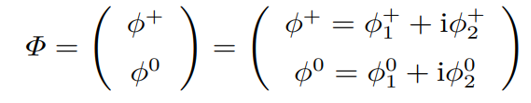 Φ = ( ϕ⁺ ϕ⁰ ) = ( ϕ⁺ = ϕ₁⁺ + iϕ₂⁺ ϕ⁰ = ϕ₁⁰ + iϕ₂⁰ )